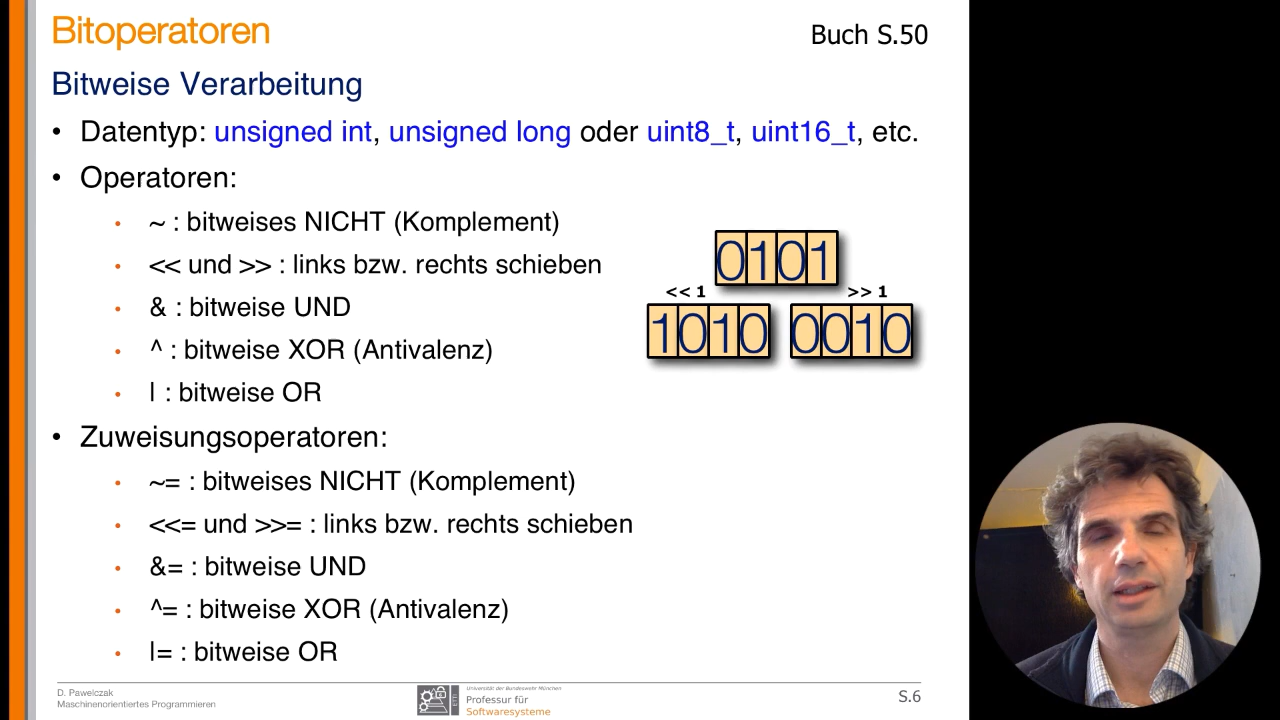 Bitoperatoren
Buch S.50
Bitweise Verarbeitung
• Datentyp: unsigned int, unsigned long oder uint8_t, uint16_t, etc.
• Operatoren:
• ~ : bitweises NICHT (Komplement)
• << und >> : links bzw. rechts schieben
• & : bitweise UND
• ^ : bitweise XOR (Antivalenz)
• | : bitweise OR
0101
<< 1 >> 1
1010 0010
• Zuweisungsoperatoren:
• ~= : bitweises NICHT (Komplement)
• <<= und >>= : links bzw. rechts schieben
• &= : bitweise UND
• ^= : bitweise XOR (Antivalenz)
• |= : bitweise OR
D. Pawelczak
Maschinenorientiertes Programmieren
ETTI
Universität der Bundeswehr München
Professur für
Softwaresysteme
S.6